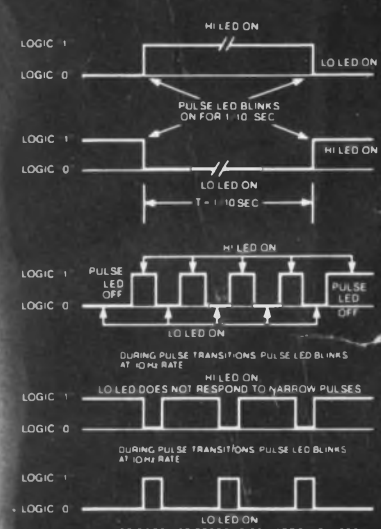 HI LED ON
LOGIC "1"
LO LED ON
LOGIC "0"
PULSE LED BLINKS
ON FOR 1/10 SEC
LOGIC "1"
HI LED ON
LOGIC "0"
LO LED ON
T = 1/10 SEC
HI LED ON
LOGIC "1"
PULSE
LED
OFF
PULSE
LED
OFF
LOGIC "0"
LO LED ON
DURING PULSE TRANSITIONS PULSE LED BLINKS
AT 10 Hz RATE
HI LED ON
LO LED DOES NOT RESPOND TO NARROW PULSES
LOGIC "1"
LOGIC "0"
DURING PULSE TRANSITIONS PULSE LED BLINKS
AT 10 Hz RATE
LOGIC "1"
LOGIC "0"
LO LED ON